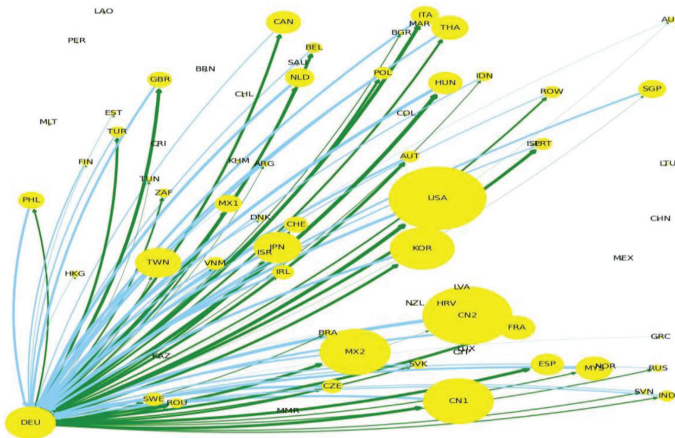 LAO
CAN
ITA
MAR
THA
AU
PER
BGR
BEL
SAU
BRN
POL
GBR
NLD
IDN
HUN
CHL
ROW
SGP
COL
EST
MLT
TUR
CRI
PRT
AUT
FIN
KHM
ARG
LTU
TUN
ZAF
PHL
MX1
USA
DNK
CHE
CHN
JPN
ISR
KOR
MEX
TWN
VNM
IRL
HKG
LVA
NZL
HRV
CN2
FRA
BRA
GRC
KAZ
MX2
SVK
ESP
MYS
NOR
RUS
CZE
SVN
IND
SWE
ROU
CN1
MMR
DEU